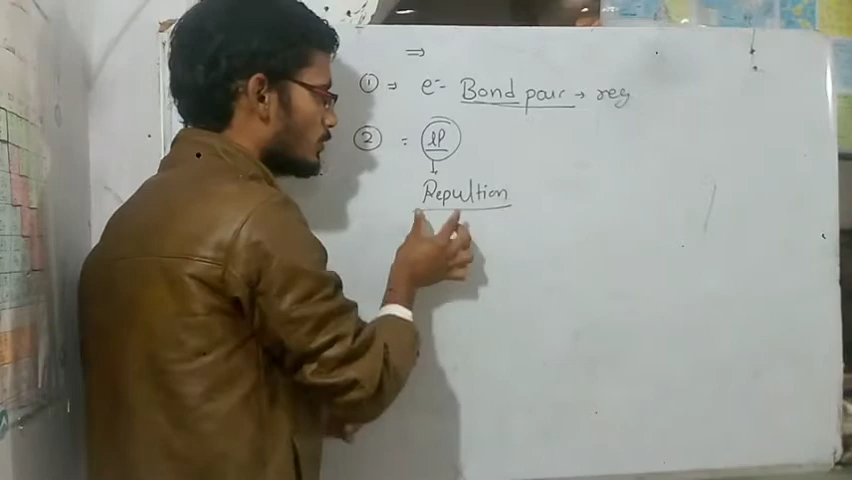 ⇒
① ⇒ e⁻- Bond pair → reg
② = lP
↓
Repultion